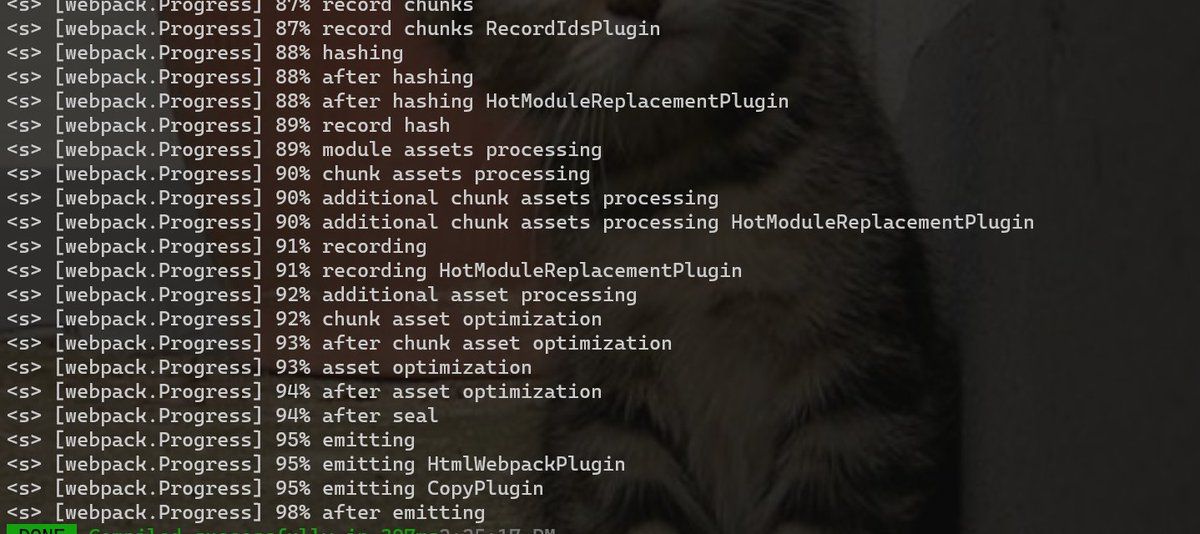 <s> [webpack.Progress] 87% record chunks
<s> [webpack.Progress] 87% record chunks RecordIdsPlugin
<s> [webpack.Progress] 88% hashing
<s> [webpack.Progress] 88% after hashing
<s> [webpack.Progress] 88% after hashing HotModuleReplacementPlugin
<s> [webpack.Progress] 89% record hash
<s> [webpack.Progress] 89% module assets processing
<s> [webpack.Progress] 90% chunk assets processing
<s> [webpack.Progress] 90% additional chunk assets processing
<s> [webpack.Progress] 90% additional chunk assets processing HotModuleReplacementPlugin
<s> [webpack.Progress] 91% recording
<s> [webpack.Progress] 91% recording HotModuleReplacementPlugin
<s> [webpack.Progress] 92% additional asset processing
<s> [webpack.Progress] 92% chunk asset optimization
<s> [webpack.Progress] 93% after chunk asset optimization
<s> [webpack.Progress] 93% asset optimization
<s> [webpack.Progress] 94% after asset optimization
<s> [webpack.Progress] 94% after seal
<s> [webpack.Progress] 95% emitting
<s> [webpack.Progress] 95% emitting HtmlWebpackPlugin
<s> [webpack.Progress] 95% emitting CopyPlugin
<s> [webpack.Progress] 98% after emitting
DONE Compiled successfully in